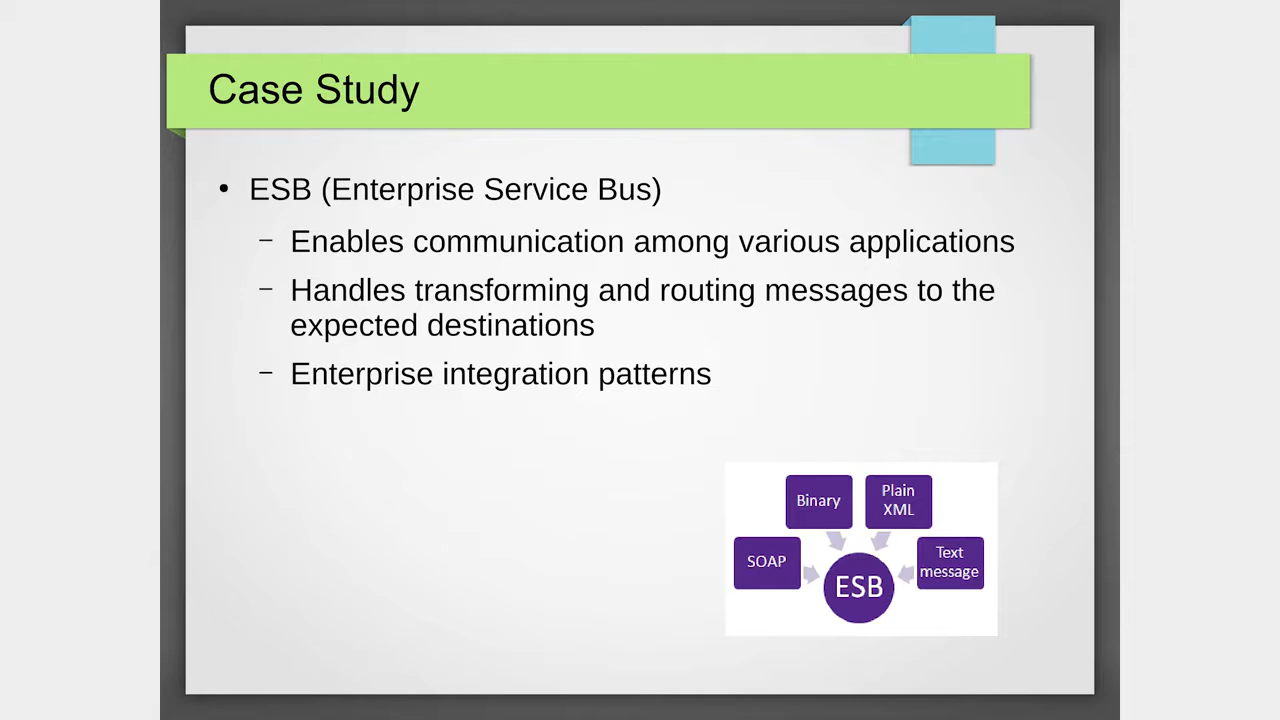 Case Study
• ESB (Enterprise Service Bus)
– Enables communication among various applications
– Handles transforming and routing messages to the
expected destinations
– Enterprise integration patterns
Binary
Plain
XML
SOAP
Text
message
ESB